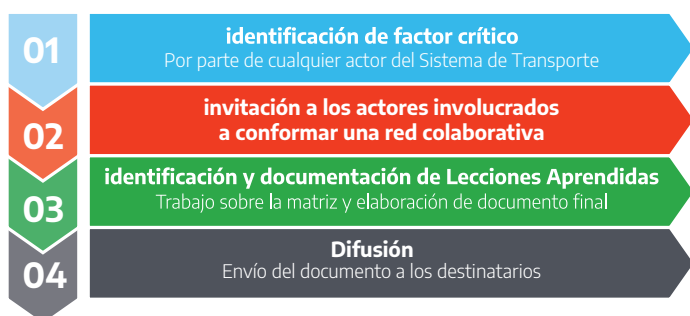 01
identificación de factor crítico
Por parte de cualquier actor del Sistema de Transporte
02
invitación a los actores involucrados
a conformar una red colaborativa
03
identificación y documentación de Lecciones Aprendidas
Trabajo sobre la matriz y elaboración de documento final
04
Difusión
Envío del documento a los destinatarios